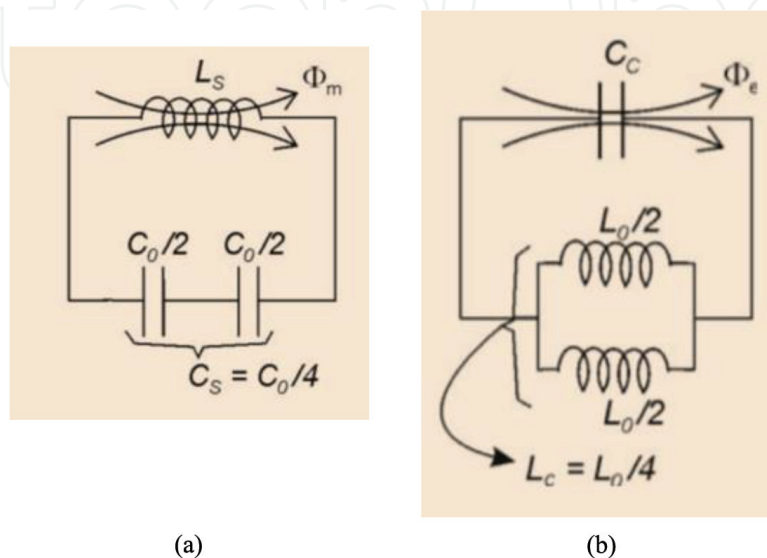 L_S Φ_m
C_0/2 C_0/2
C_S = C_0/4
(a)
C_C Φ_e
L_0/2
L_0/2
L_c = L_0/4
(b)